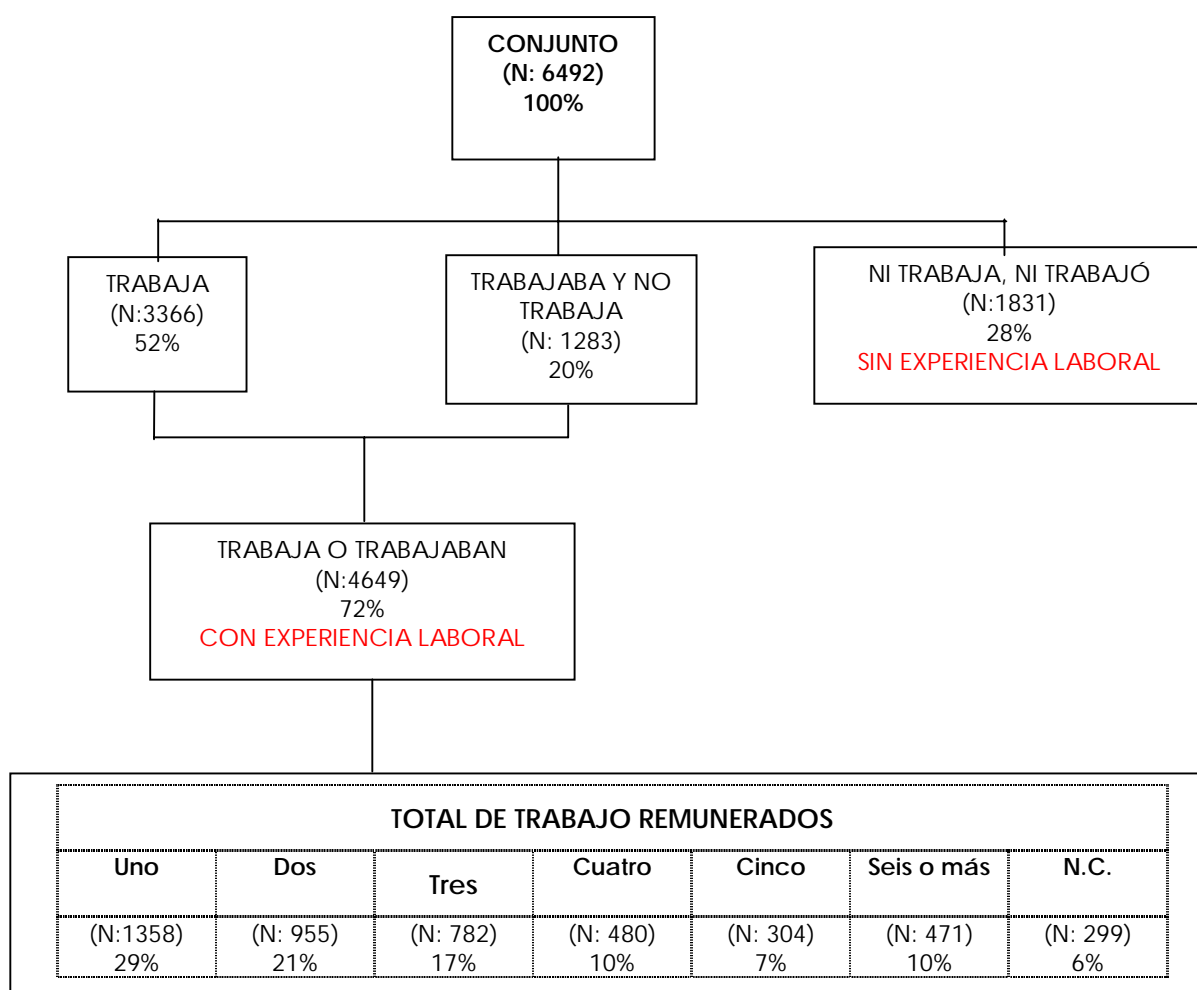 CONJUNTO
(N: 6492)
100%
TRABAJA
(N:3366)
52%
TRABAJABA Y NO
TRABAJA
(N: 1283)
20%
NI TRABAJA, NI TRABAJÓ
(N:1831)
28%
SIN EXPERIENCIA LABORAL
TRABAJA O TRABAJABAN
(N:4649)
72%
CON EXPERIENCIA LABORAL
TOTAL DE TRABAJO REMUNERADOS
Uno Dos Tres Cuatro Cinco Seis o más N.C.
(N:1358) (N: 955) (N: 782) (N: 480) (N: 304) (N: 471) (N: 299)
29% 21% 17% 10% 7% 10% 6%